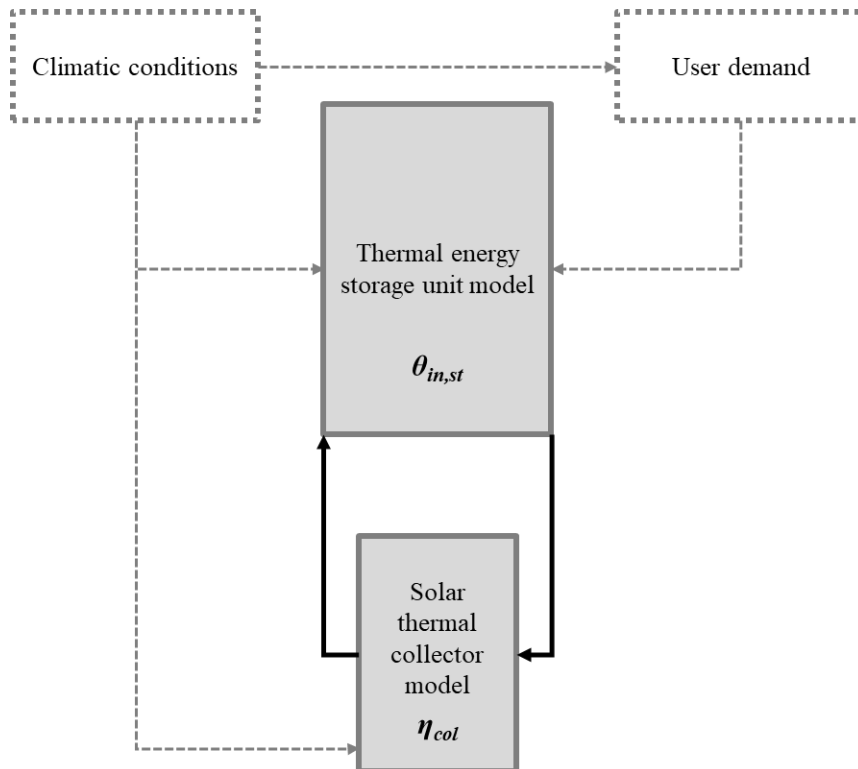 Climatic conditions
User demand
Thermal energy
storage unit model
θin,st
Solar
thermal
collector
model
ηcol